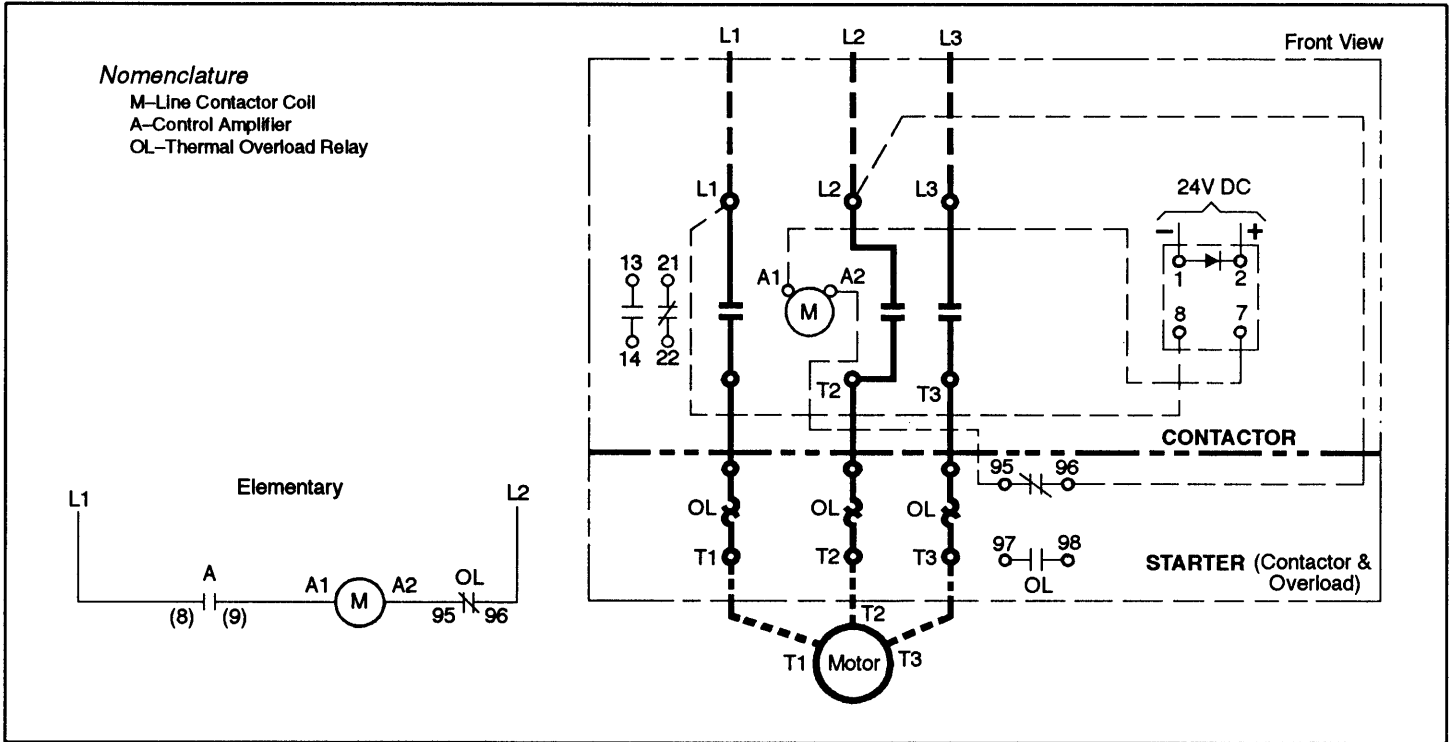 Nomenclature
M–Line Contactor Coil
A–Control Amplifier
OL–Thermal Overload Relay
L1 L2 L3
Front View
L1 L2 L3
24V DC
– +
1 2
8 7
13 21
14 22
A1 A2
M
T2 T3
CONTACTOR
95 96
OL OL OL
97 98
OL
T1 T2 T3
STARTER (Contactor &
Overload)
T2
T1 Motor T3
Elementary
L1 L2
A
(8) (9)
A1 M A2
OL
95 96